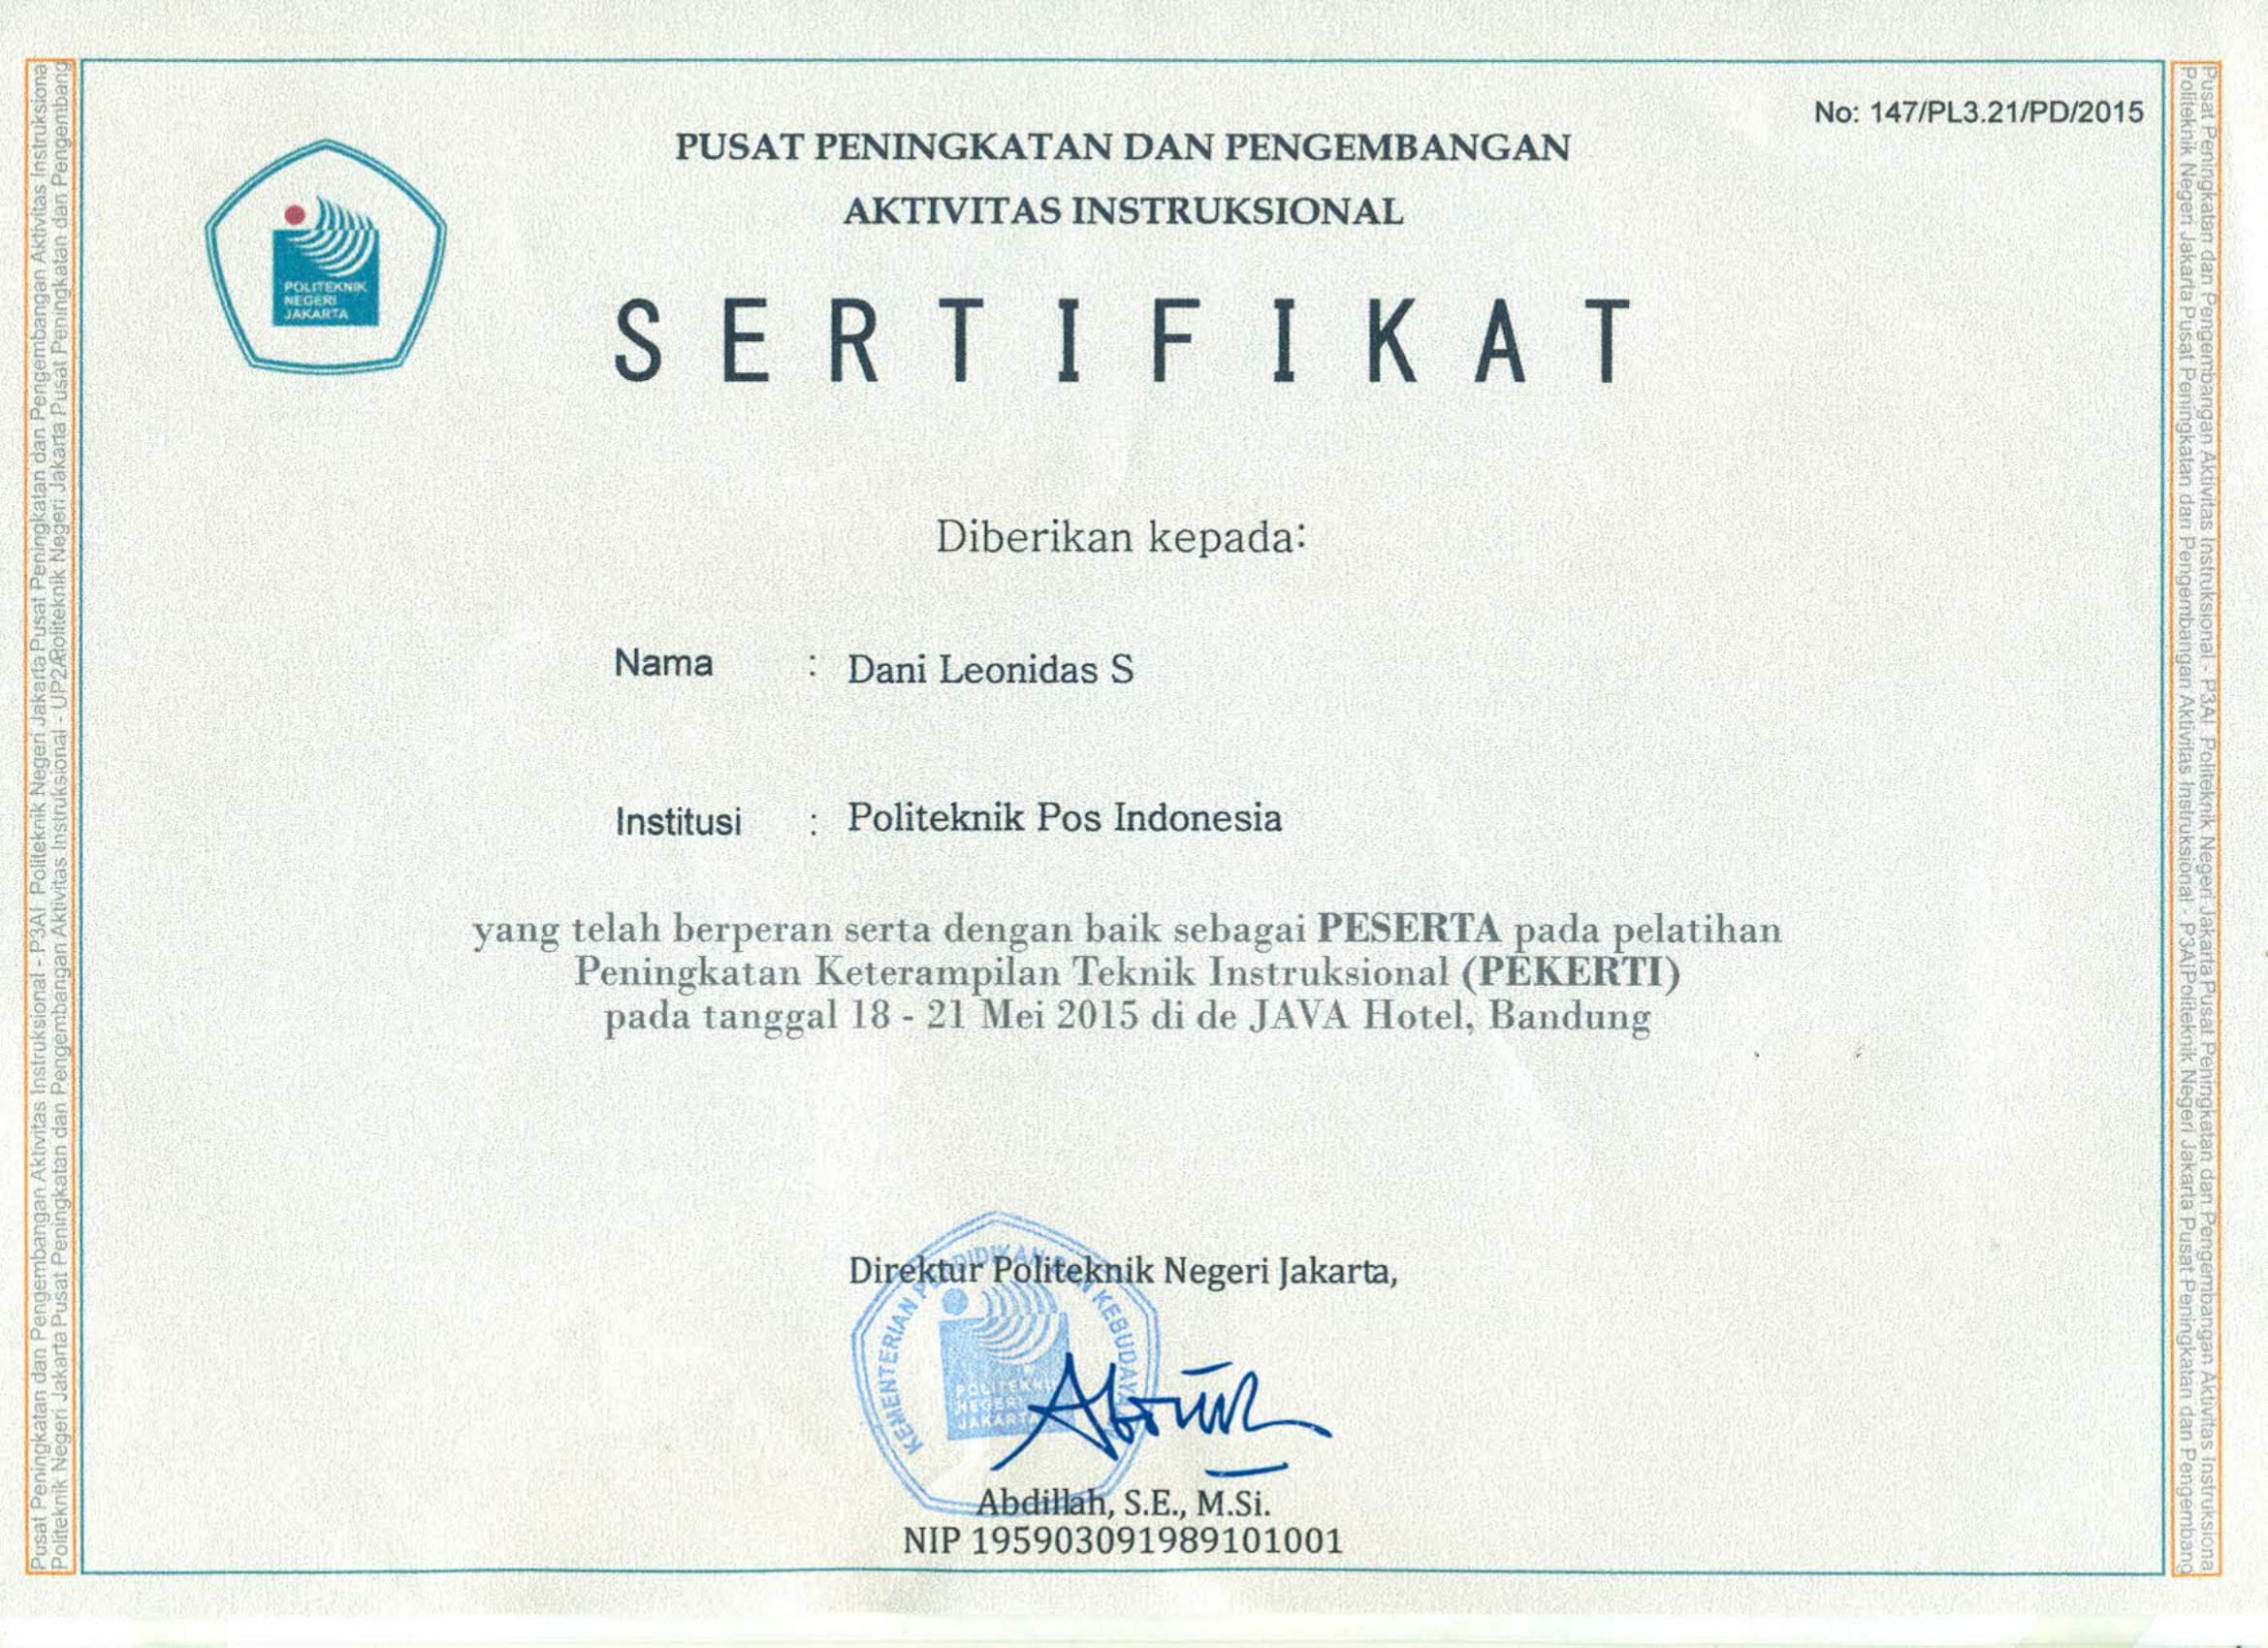 No: 147/PL3.21/PD/2015
PUSAT PENINGKATAN DAN PENGEMBANGAN
AKTIVITAS INSTRUKSIONAL
POLITEKNIK
NEGERI
JAKARTA
SERTIFIKAT
Diberikan kepada:
Nama : Dani Leonidas S
Institusi : Politeknik Pos Indonesia
yang telah berperan serta dengan baik sebagai PESERTA pada pelatihan
Peningkatan Keterampilan Teknik Instruksional (PEKERTI)
pada tanggal 18 - 21 Mei 2015 di de JAVA Hotel, Bandung
Direktur Politeknik Negeri Jakarta,
KEMENTERIAN PENDIDIKAN DAN KEBUDAYAAN
POLITEKNIK
NEGERI
JAKARTA
Abdillah, S.E., M.Si.
NIP 195903091989101001
Pusat Peningkatan dan Pengembangan Aktivitas Instruksional - P3AI Politeknik Negeri Jakarta Pusat Peningkatan dan Pengembangan Aktivitas Instruksiona
Politeknik Negeri Jakarta Pusat Peningkatan dan Pengembangan Aktivitas Instruksional - UP2APoliteknik Negeri Jakarta Pusat Peningkatan dan Pengembang
Pusat Peningkatan dan Pengembangan Aktivitas Instruksional - P3AI Politeknik Negeri Jakarta Pusat Peningkatan dan Pengembangan Aktivitas Instruksiona
Politeknik Negeri Jakarta Pusat Peningkatan dan Pengembangan Aktivitas Instruksional - P3AIPoliteknik Negeri Jakarta Pusat Peningkatan dan Pengembang